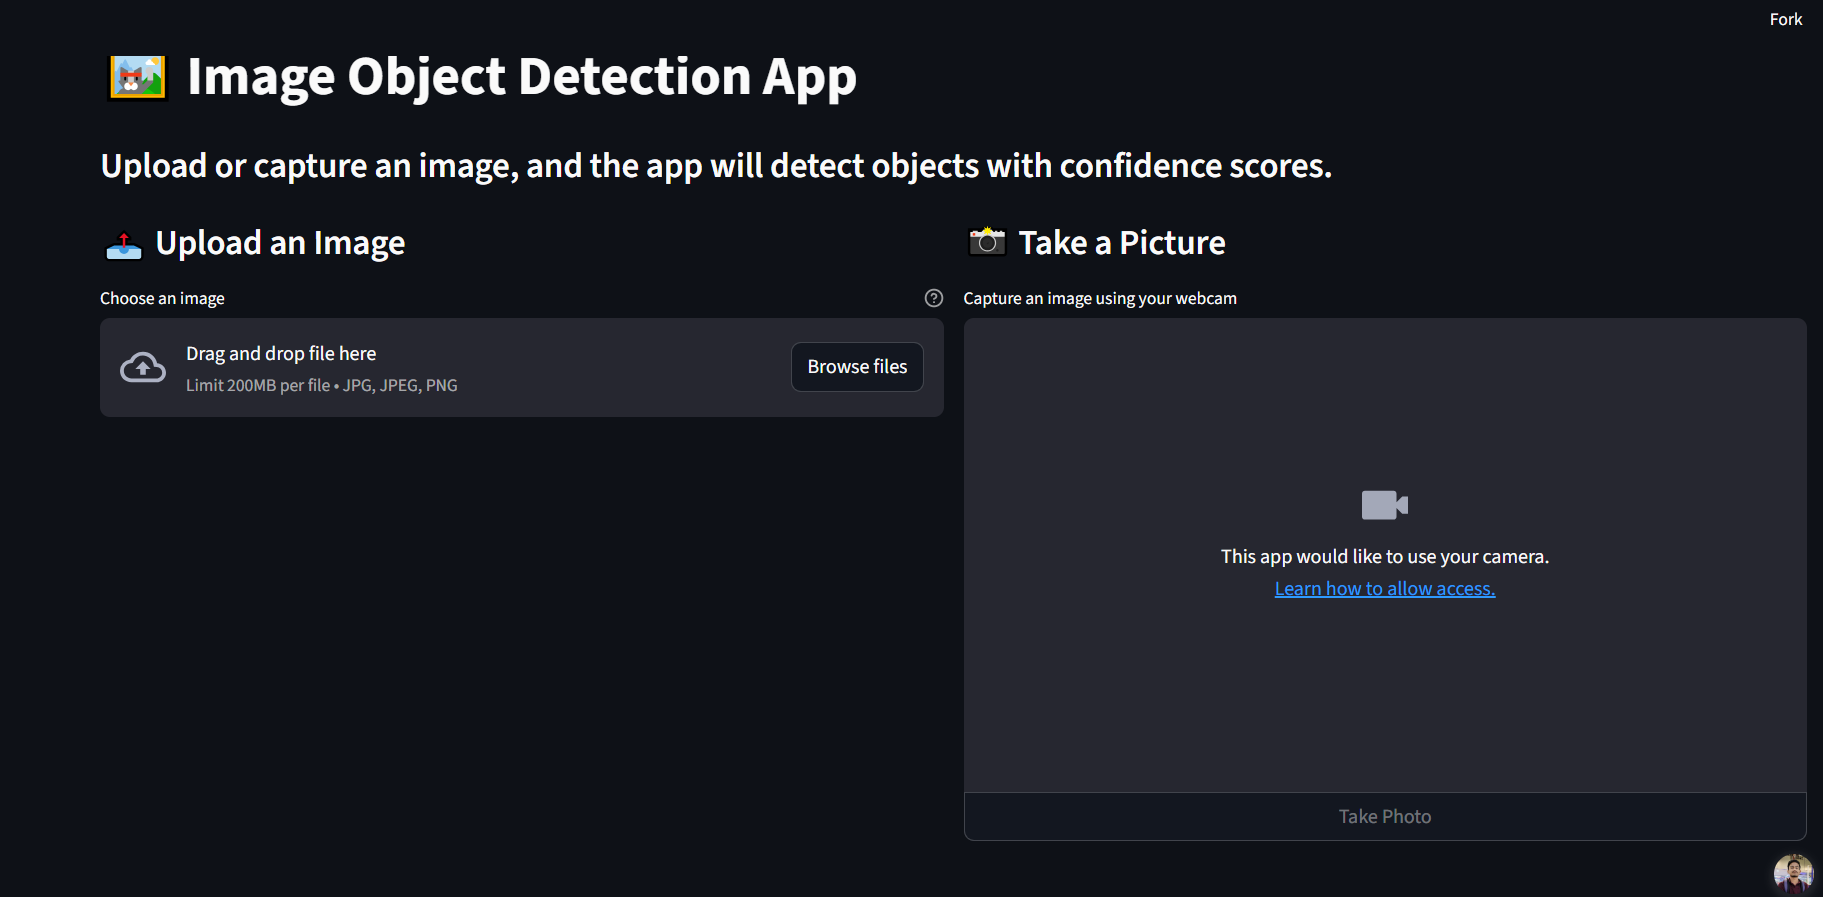 Fork
Image Object Detection App
Upload or capture an image, and the app will detect objects with confidence scores.
Upload an Image
Choose an image
Drag and drop file here
Limit 200MB per file • JPG, JPEG, PNG
Browse files
Take a Picture
Capture an image using your webcam
This app would like to use your camera.
Learn how to allow access.
Take Photo